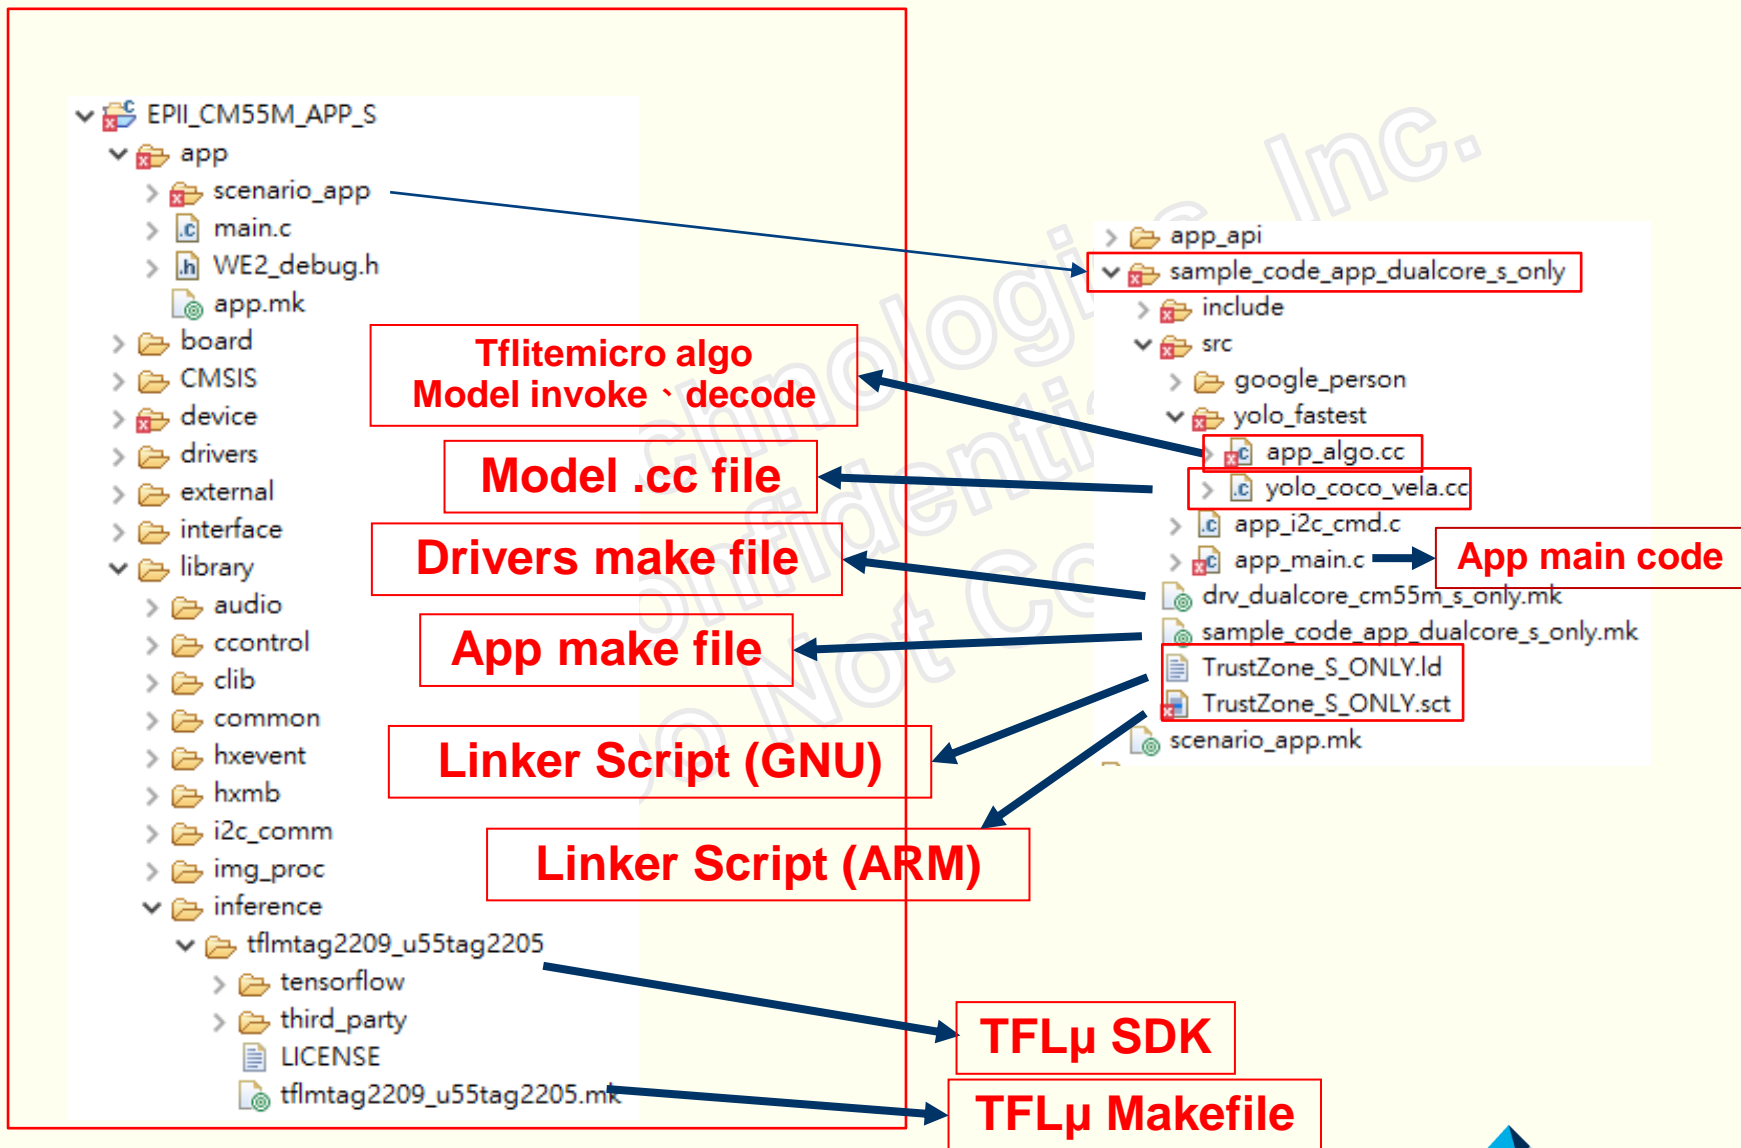 EPII_CM55M_APP_S
app
scenario_app
main.c
WE2_debug.h
app.mk
board
CMSIS
device
drivers
external
interface
library
audio
ccontrol
clib
common
hxevent
hxmb
i2c_comm
img_proc
inference
tflmtag2209_u55tag2205
tensorflow
third_party
LICENSE
tflmtag2209_u55tag2205.mk
Tflitemicro algo
Model invoke、decode
Model .cc file
Drivers make file
App make file
Linker Script (GNU)
Linker Script (ARM)
TFLμ SDK
TFLμ Makefile
app_api
sample_code_app_dualcore_s_only
include
src
google_person
yolo_fastest
app_algo.cc
yolo_coco_vela.cc
app_i2c_cmd.c
app_main.c
App main code
drv_dualcore_cm55m_s_only.mk
sample_code_app_dualcore_s_only.mk
TrustZone_S_ONLY.ld
TrustZone_S_ONLY.sct
scenario_app.mk
Inc.
Not